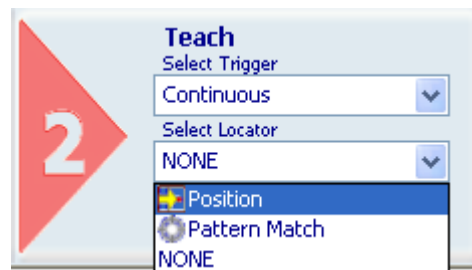 Teach
Select Trigger
Continuous
2
Select Locator
NONE
Position
Pattern Match
NONE